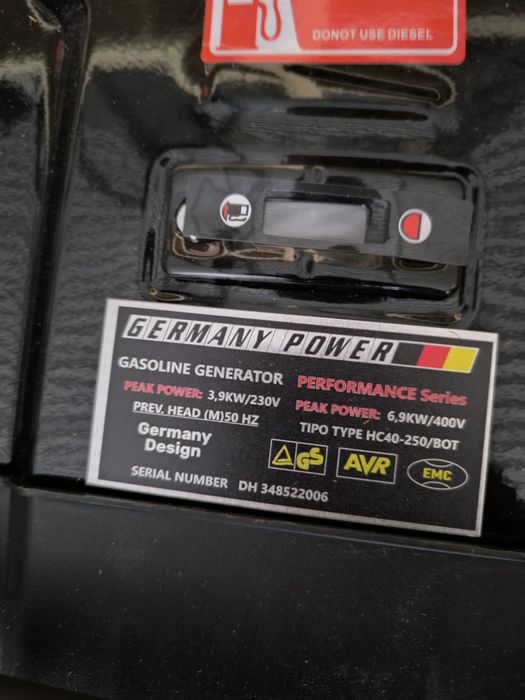 DONOT USE DIESEL
GERMANY POWER
GASOLINE GENERATOR PERFORMANCE Series
PEAK POWER: 3,9KW/230V PEAK POWER: 6,9KW/400V
PREV. HEAD (M)50 HZ TIPO TYPE HC40-250/BOT
Germany
Design
GS AVR EMC
SERIAL NUMBER DH 348522006